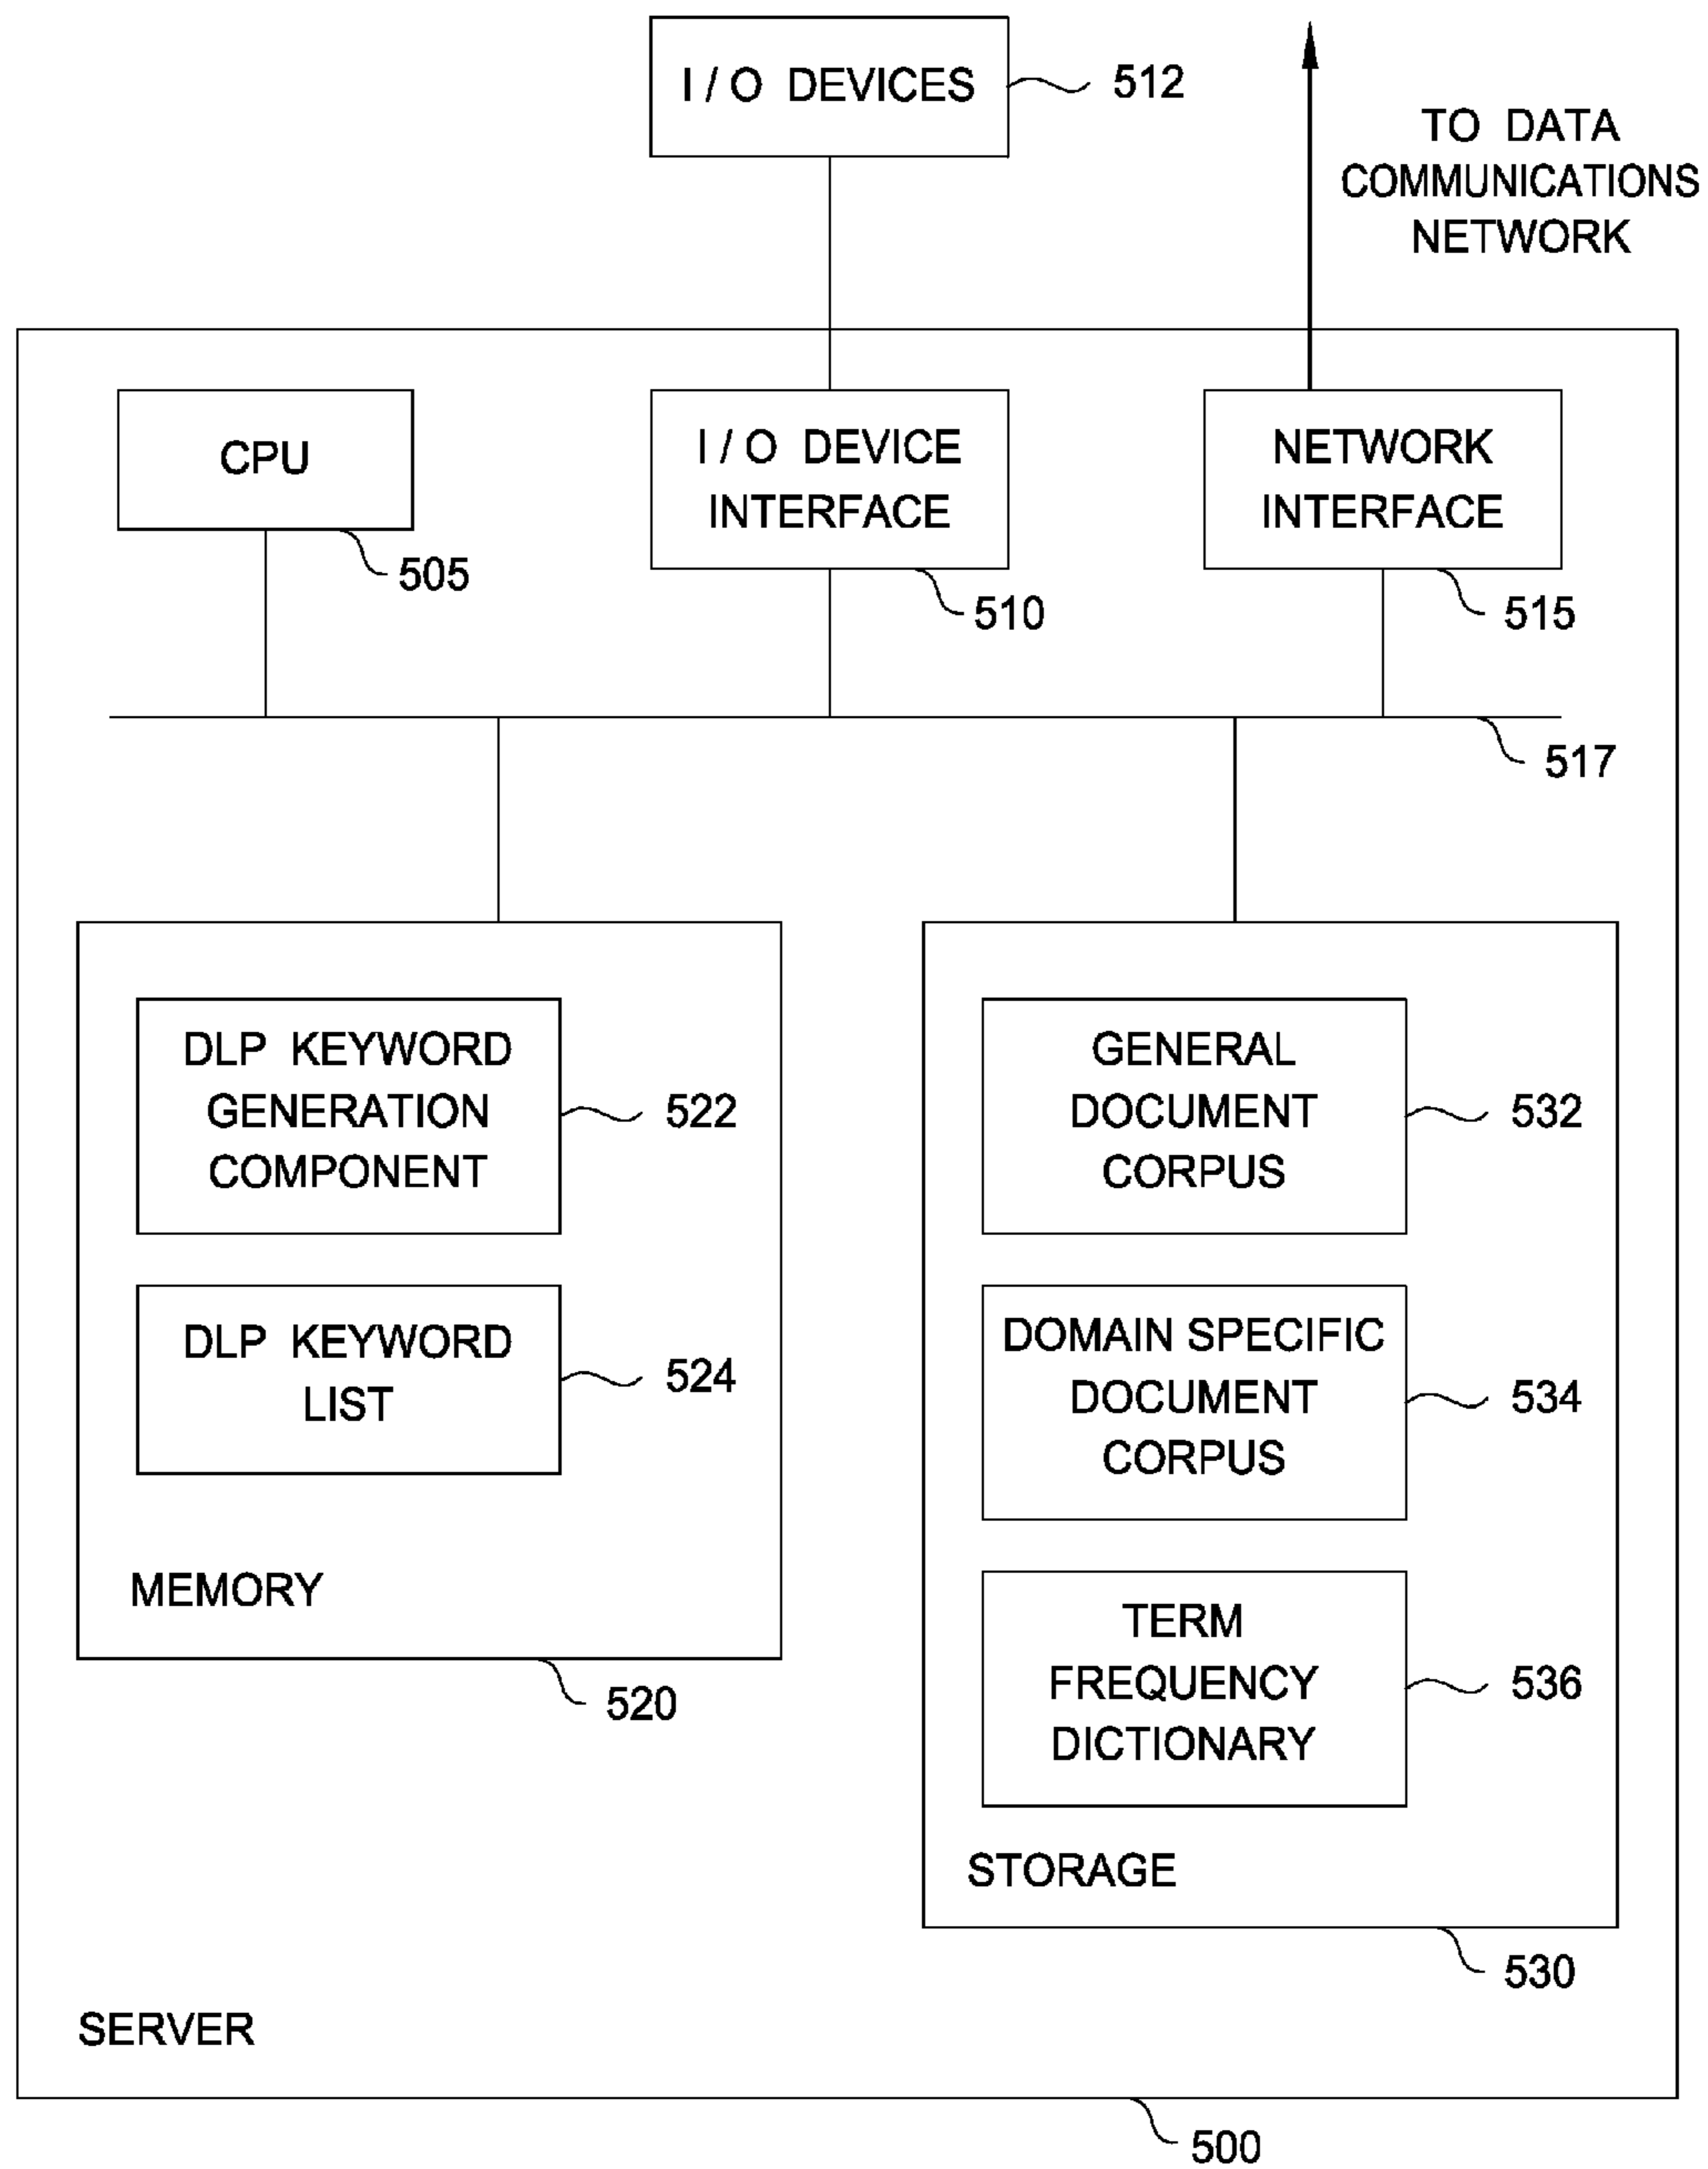 I / O DEVICES
512
TO DATA
COMMUNICATIONS
NETWORK
CPU
505
I / O DEVICE
INTERFACE
510
NETWORK
INTERFACE
515
517
DLP KEYWORD
GENERATION
COMPONENT
522
DLP KEYWORD
LIST
524
MEMORY
520
GENERAL
DOCUMENT
CORPUS
532
DOMAIN SPECIFIC
DOCUMENT
CORPUS
534
TERM
FREQUENCY
DICTIONARY
536
STORAGE
530
SERVER
500